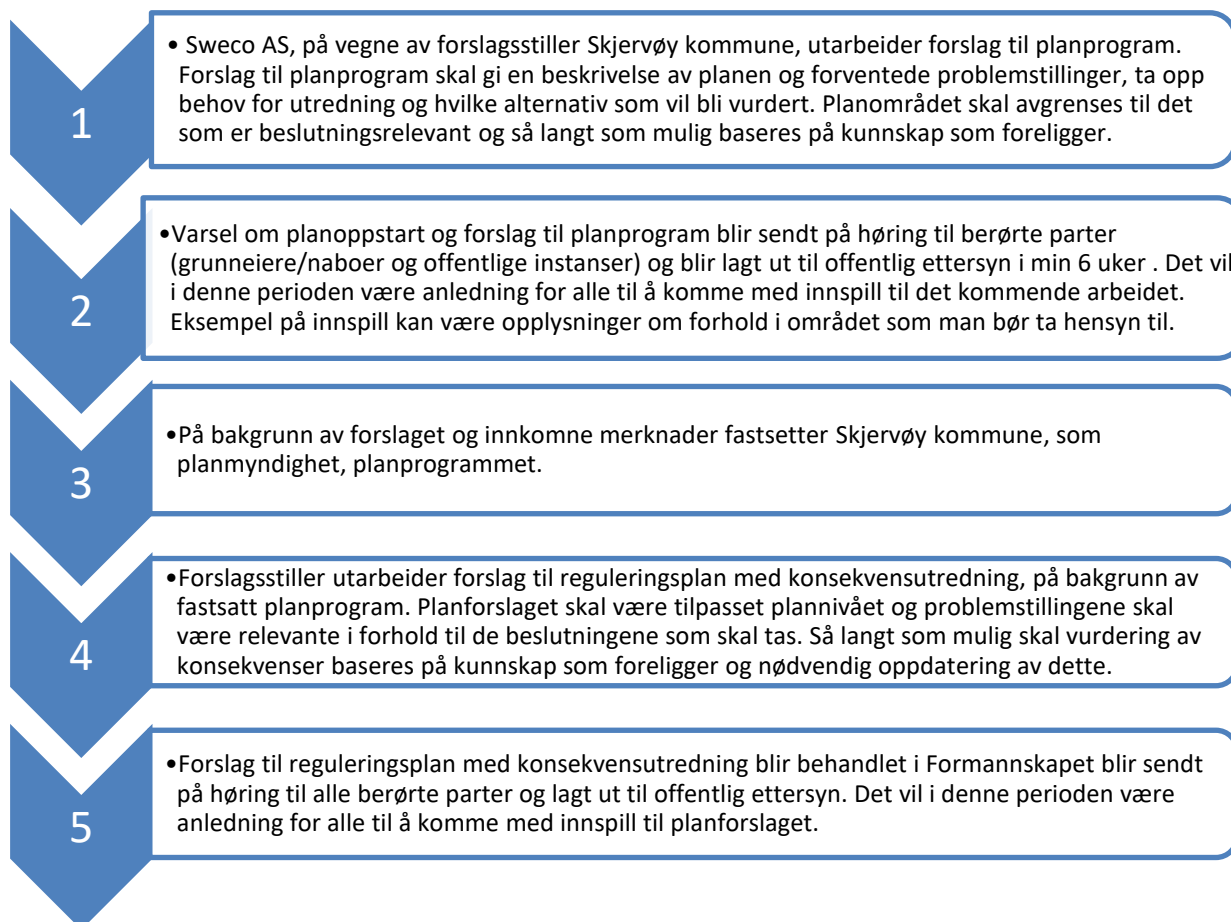 1
• Sweco AS, på vegne av forslagsstiller Skjervøy kommune, utarbeider forslag til planprogram.
Forslag til planprogram skal gi en beskrivelse av planen og forventede problemstillinger, ta opp
behov for utredning og hvilke alternativ som vil bli vurdert. Planområdet skal avgrenses til det
som er beslutningsrelevant og så langt som mulig baseres på kunnskap som foreligger.
2
•Varsel om planoppstart og forslag til planprogram blir sendt på høring til berørte parter
(grunneiere/naboer og offentlige instanser) og blir lagt ut til offentlig ettersyn i min 6 uker . Det vil
i denne perioden være anledning for alle til å komme med innspill til det kommende arbeidet.
Eksempel på innspill kan være opplysninger om forhold i området som man bør ta hensyn til.
3
•På bakgrunn av forslaget og innkomne merknader fastsetter Skjervøy kommune, som
planmyndighet, planprogrammet.
4
•Forslagsstiller utarbeider forslag til reguleringsplan med konsekvensutredning, på bakgrunn av
fastsatt planprogram. Planforslaget skal være tilpasset plannivået og problemstillingene skal
være relevante i forhold til de beslutningene som skal tas. Så langt som mulig skal vurdering av
konsekvenser baseres på kunnskap som foreligger og nødvendig oppdatering av dette.
5
•Forslag til reguleringsplan med konsekvensutredning blir behandlet i Formannskapet blir sendt
på høring til alle berørte parter og lagt ut til offentlig ettersyn. Det vil i denne perioden være
anledning for alle til å komme med innspill til planforslaget.